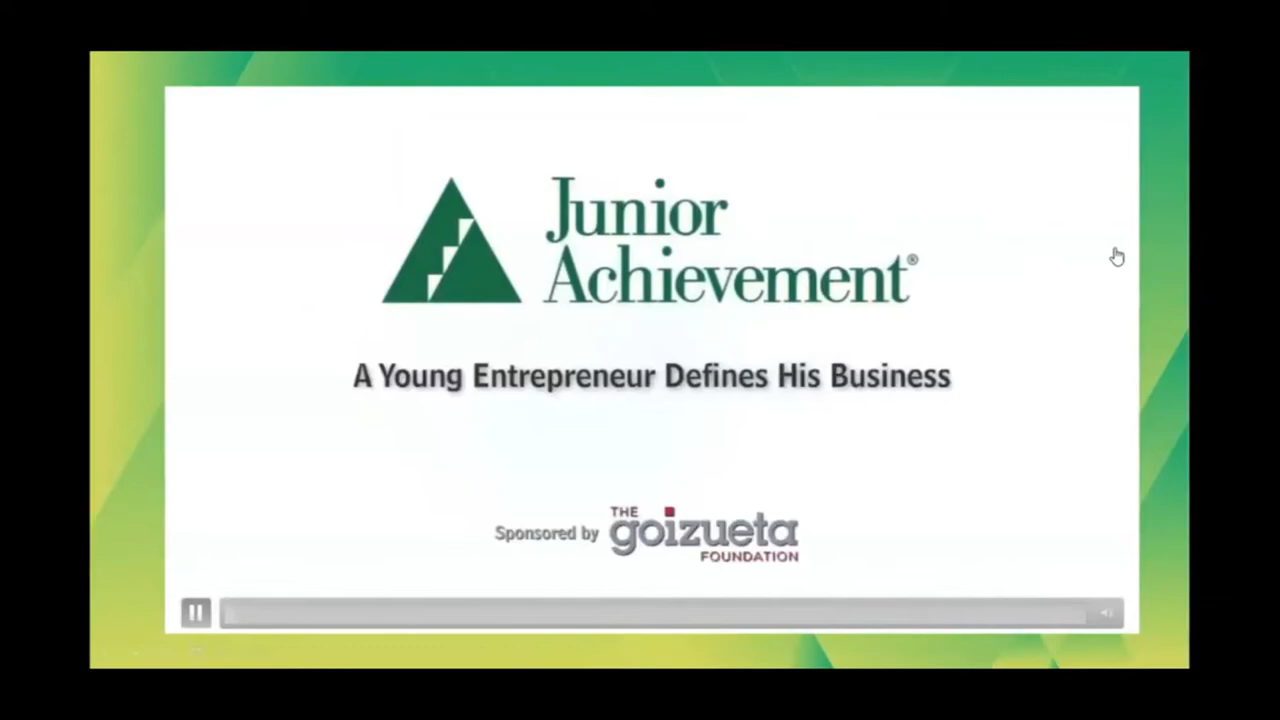 Junior
Achievement®
A Young Entrepreneur Defines His Business
Sponsored by THE
goizueta
FOUNDATION